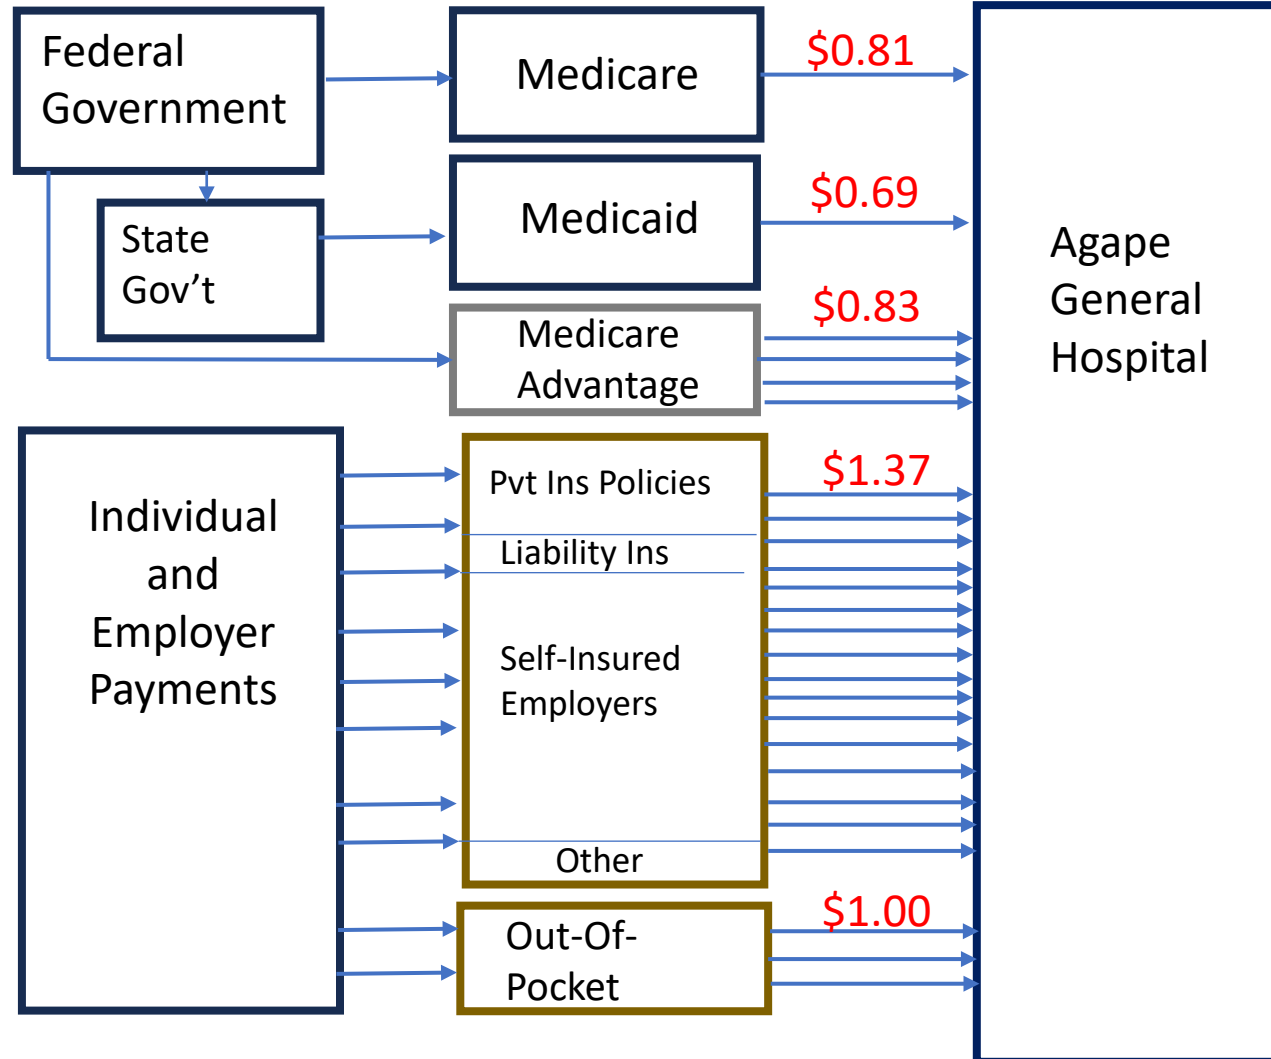 Federal
Government
Medicare
$0.81
State
Gov’t
Medicaid
$0.69
Medicare
Advantage
$0.83
Agape
General
Hospital
Individual
and
Employer
Payments
Pvt Ins Policies
Liability Ins
Self-Insured
Employers
Other
$1.37
Out-Of-
Pocket
$1.00